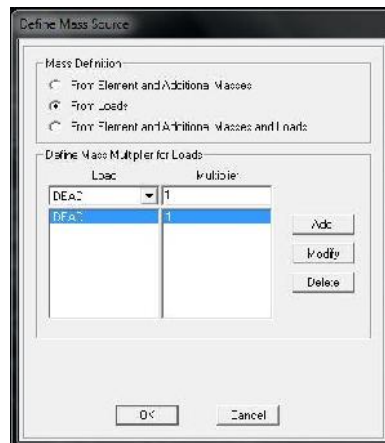 Define Mass Source
Mass Definition
From Element and Additional Masses
From Loads
From Element and Additional Masses and Loads
Define Mass Multiplier for Loads
Load Multiplier
DEAD 1
DEAD 1
Add
Modify
Delete
OK Cancel